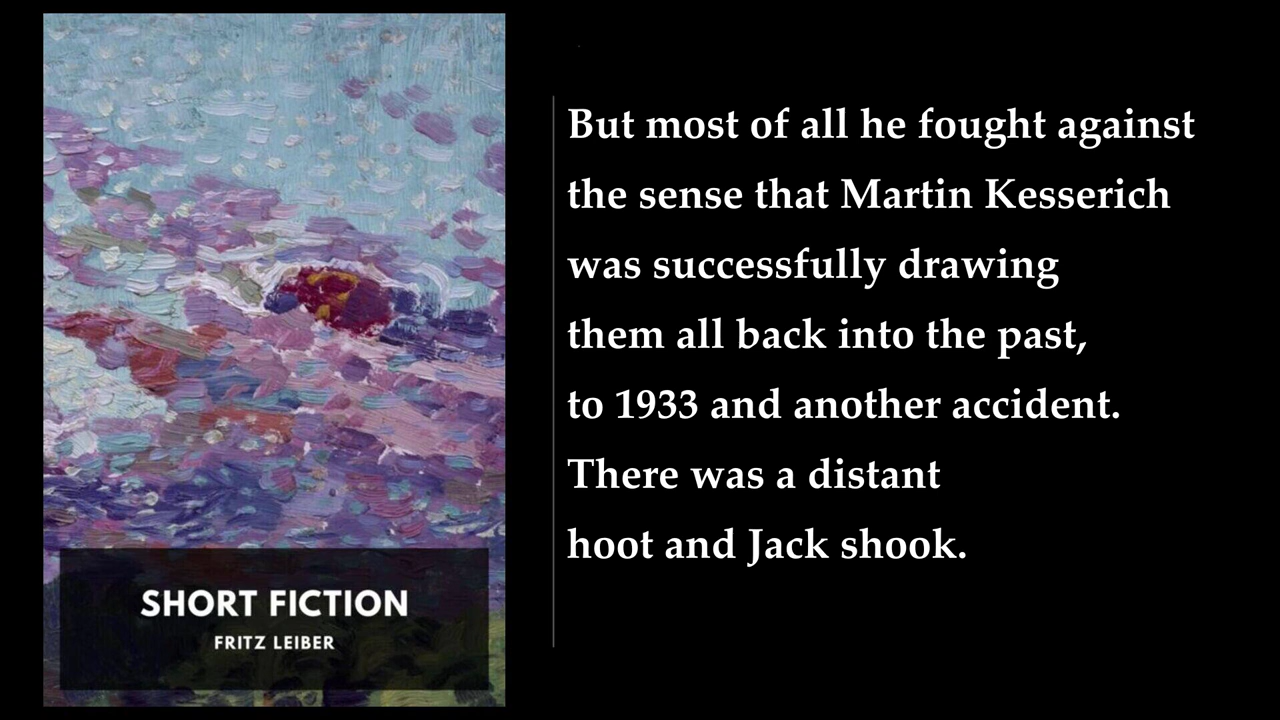 SHORT FICTION
FRITZ LEIBER
But most of all he fought against
the sense that Martin Kesserich
was successfully drawing
them all back into the past,
to 1933 and another accident.
There was a distant
hoot and Jack shook.